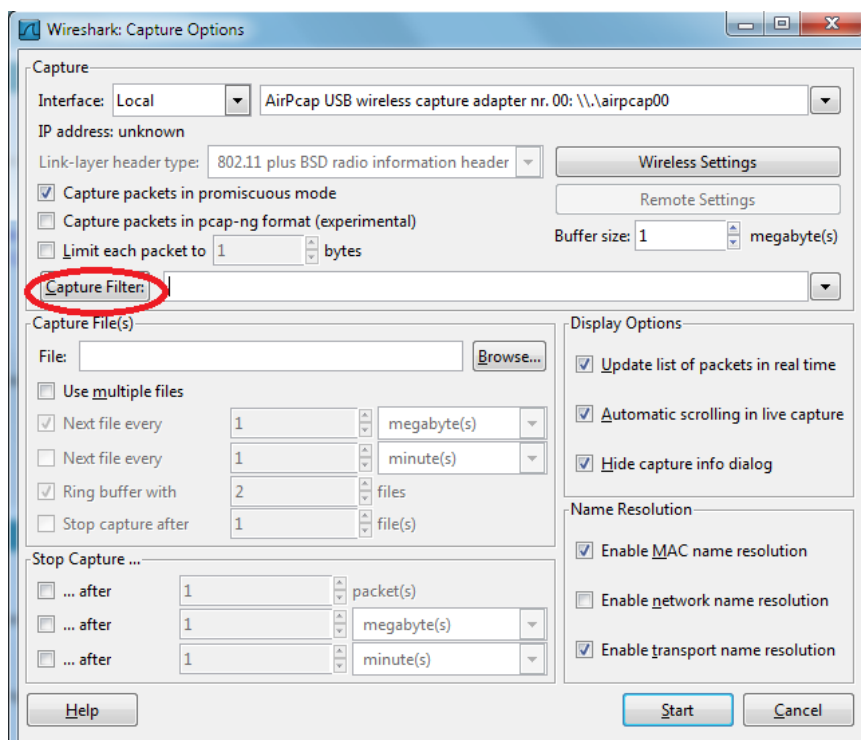 Wireshark: Capture Options
Capture
Interface: Local AirPcap USB wireless capture adapter nr. 00: \\.\airpcap00
IP address: unknown
Link-layer header type: 802.11 plus BSD radio information header Wireless Settings
Capture packets in promiscuous mode Remote Settings
Capture packets in pcap-ng format (experimental)
Buffer size: 1 megabyte(s)
Limit each packet to 1 bytes
Capture Filter:
Capture File(s)
File: Browse...
Use multiple files
Next file every 1 megabyte(s)
Next file every 1 minute(s)
Ring buffer with 2 files
Stop capture after 1 file(s)
Display Options
Update list of packets in real time
Automatic scrolling in live capture
Hide capture info dialog
Stop Capture ...
... after 1 packet(s)
... after 1 megabyte(s)
... after 1 minute(s)
Name Resolution
Enable MAC name resolution
Enable network name resolution
Enable transport name resolution
Help Start Cancel